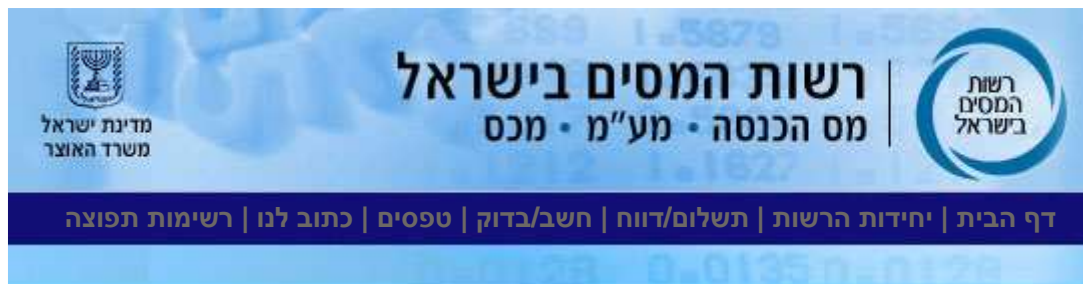 רשות
המסים
בישראל
רשות המסים בישראל
מס הכנסה • מע"מ • מכס
מדינת ישראל
משרד האוצר
דף הבית | יחידות הרשות | תשלום/דווח | חשב/בדוק | טפסים | כתוב לנו | רשימות תפוצה